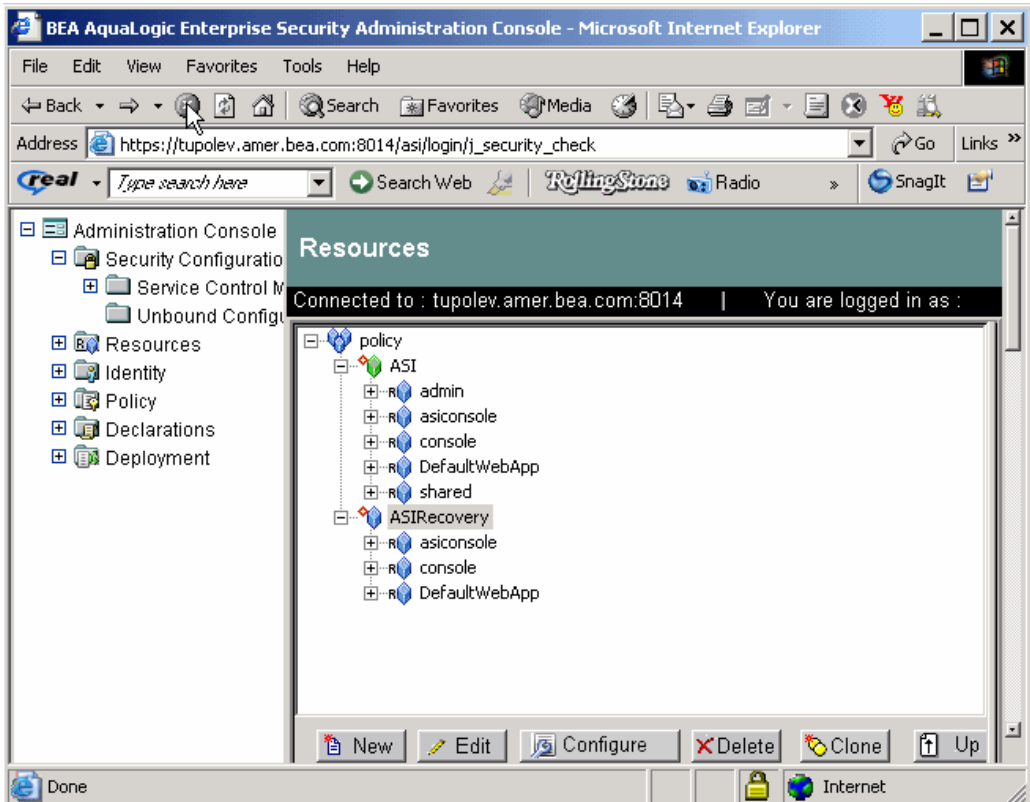 BEA AquaLogic Enterprise Security Administration Console - Microsoft Internet Explorer
File Edit View Favorites Tools Help
Back Search Favorites Media
Address https://tupolev.amer.bea.com:8014/asi/login/j_security_check Go Links »
real Type search here Search Web RollingStone Radio » SnagIt
Administration Console
Security Configuratio
Service Control M
Unbound Configu
Resources
Identity
Policy
Declarations
Deployment
Resources
Connected to : tupolev.amer.bea.com:8014 | You are logged in as :
policy
ASI
R admin
R asiconsole
R console
R DefaultWebApp
R shared
ASIRecovery
R asiconsole
R console
R DefaultWebApp
New Edit Configure Delete Clone Up
Done Internet